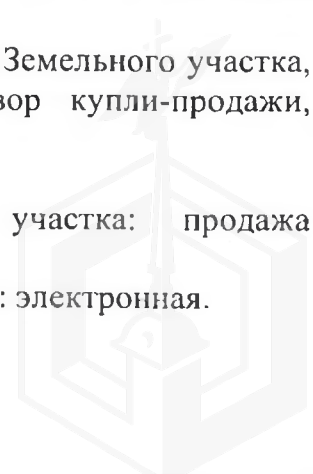 Земельного участка,
вор купли-продажи,
участка: продажа
: электронная.